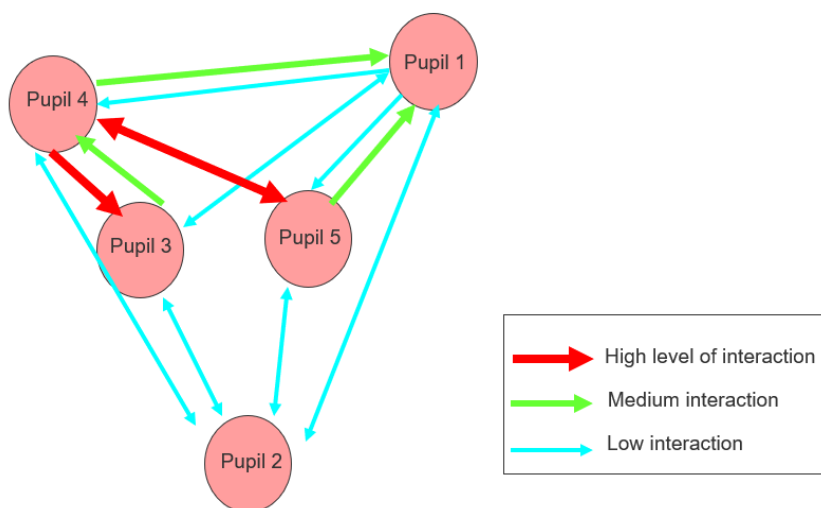 Pupil 1
Pupil 4
Pupil 5
Pupil 3
Pupil 2
High level of interaction
Medium interaction
Low interaction